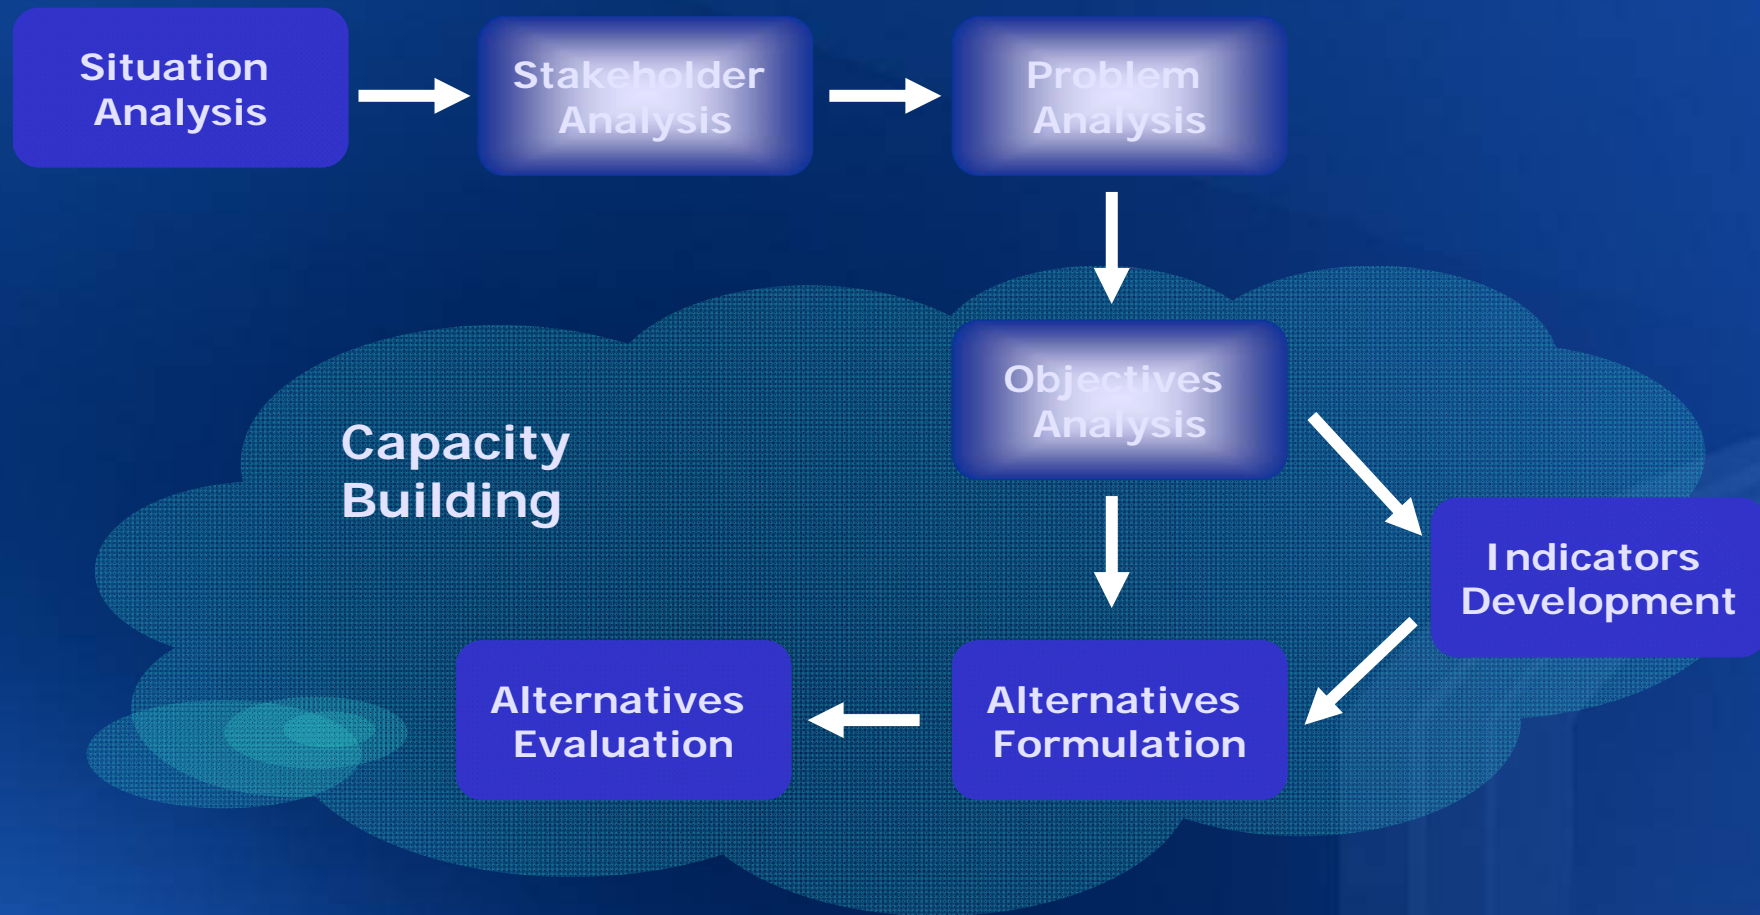 Situation
Analysis
Stakeholder
Analysis
Problem
Analysis
Objectives
Analysis
Capacity
Building
Indicators
Development
Alternatives
Evaluation
Alternatives
Formulation